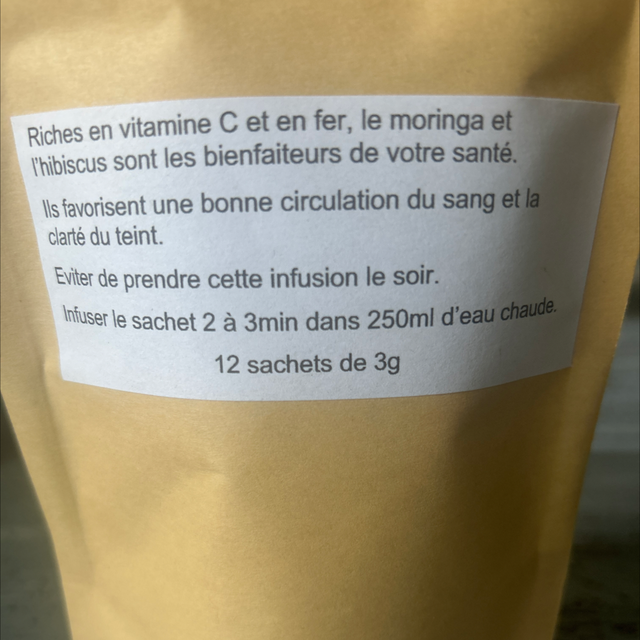 Riches en vitamine C et en fer, le moringa et
l'hibiscus sont les bienfaiteurs de votre santé.
Ils favorisent une bonne circulation du sang et la
clarté du teint.
Eviter de prendre cette infusion le soir.
Infuser le sachet 2 à 3min dans 250ml d'eau chaude.
12 sachets de 3g